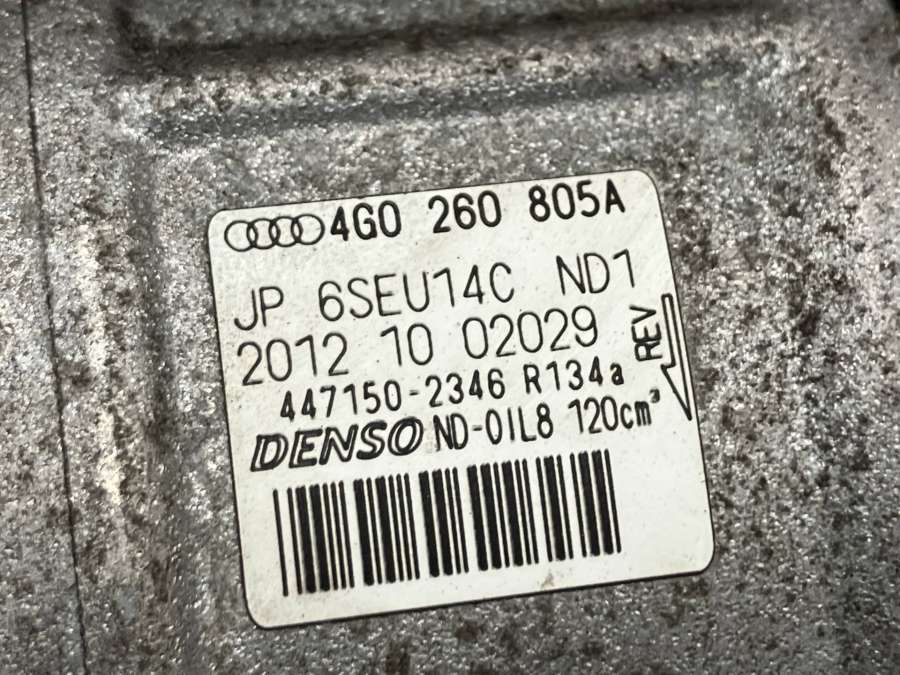 4G0 260 805A
JP 6SEU14C ND1
2012 10 02029
REV
447150-2346 R134a
DENSO ND-OIL8 120cm³